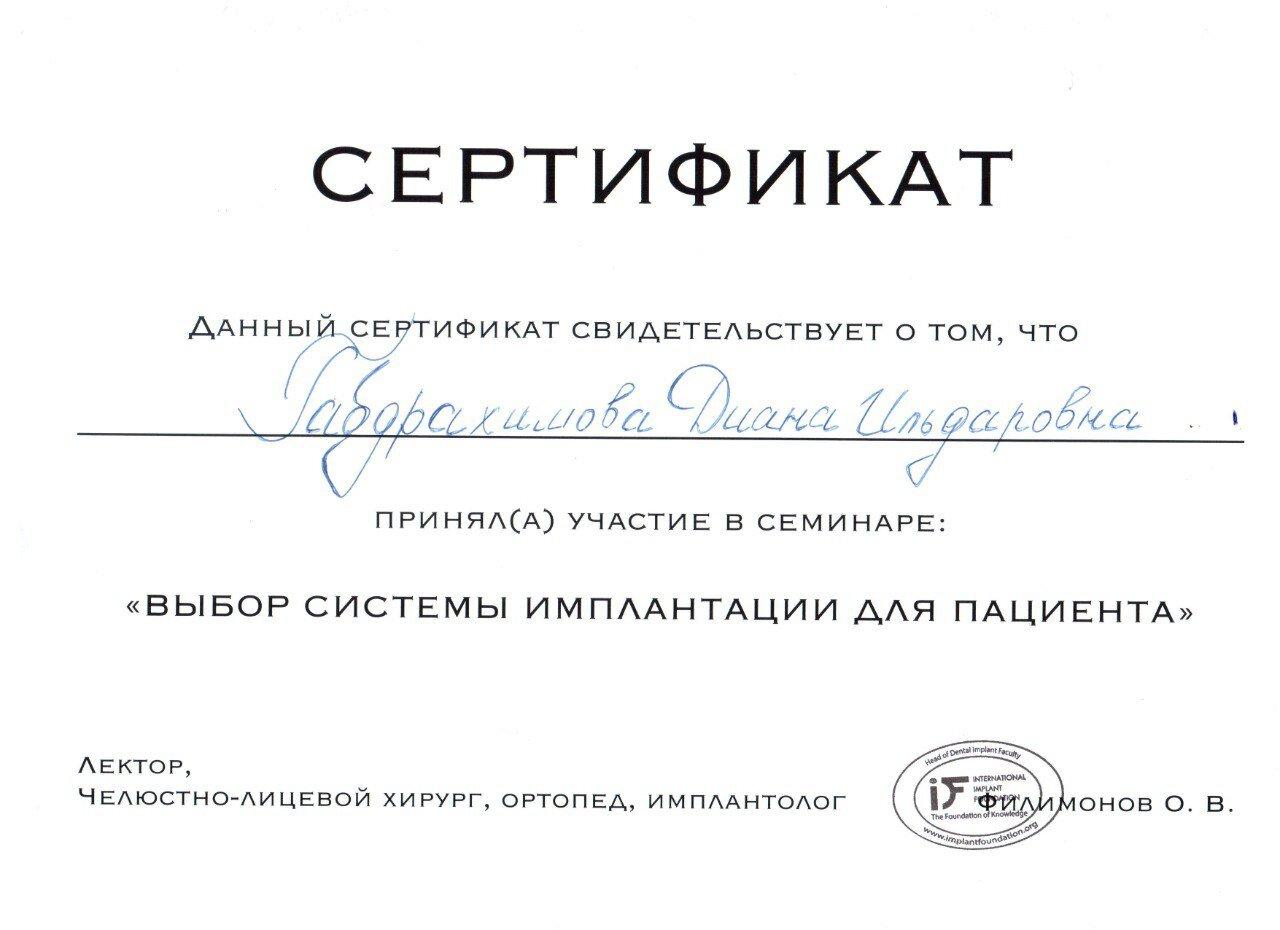 СЕРТИФИКАТ
Данный сертификат свидетельствует о том, что
Габдрахимова Диана Ильдаровна
принял(а) участие в семинаре:
«ВЫБОР СИСТЕМЫ ИМПЛАНТАЦИИ ДЛЯ ПАЦИЕНТА»
Лектор,
Челюстно-лицевой хирург, ортопед, имплантолог
Филимонов О. В.
Head of Dental Implant Faculty
iF
INTERNATIONAL
IMPLANT
FOUNDATION
The Foundation of Knowledge
www.implantfoundation.org